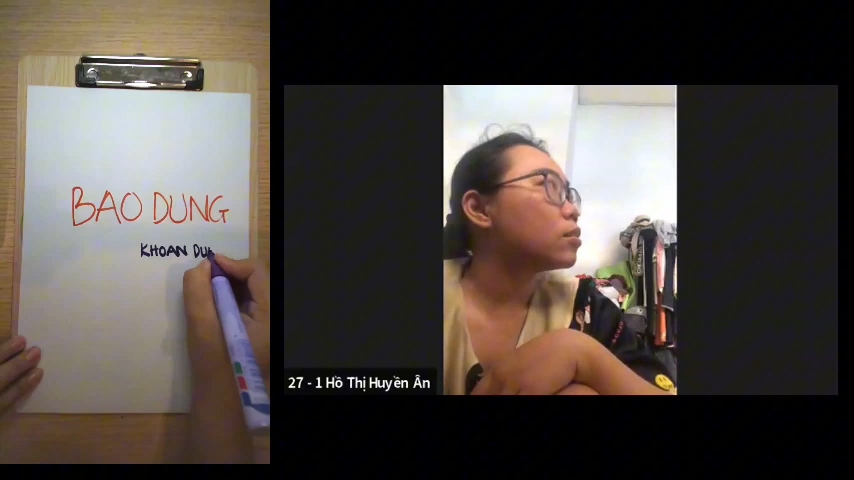 BAO DUNG
KHOAN DU
27 - 1 Hồ Thị Huyền Ân